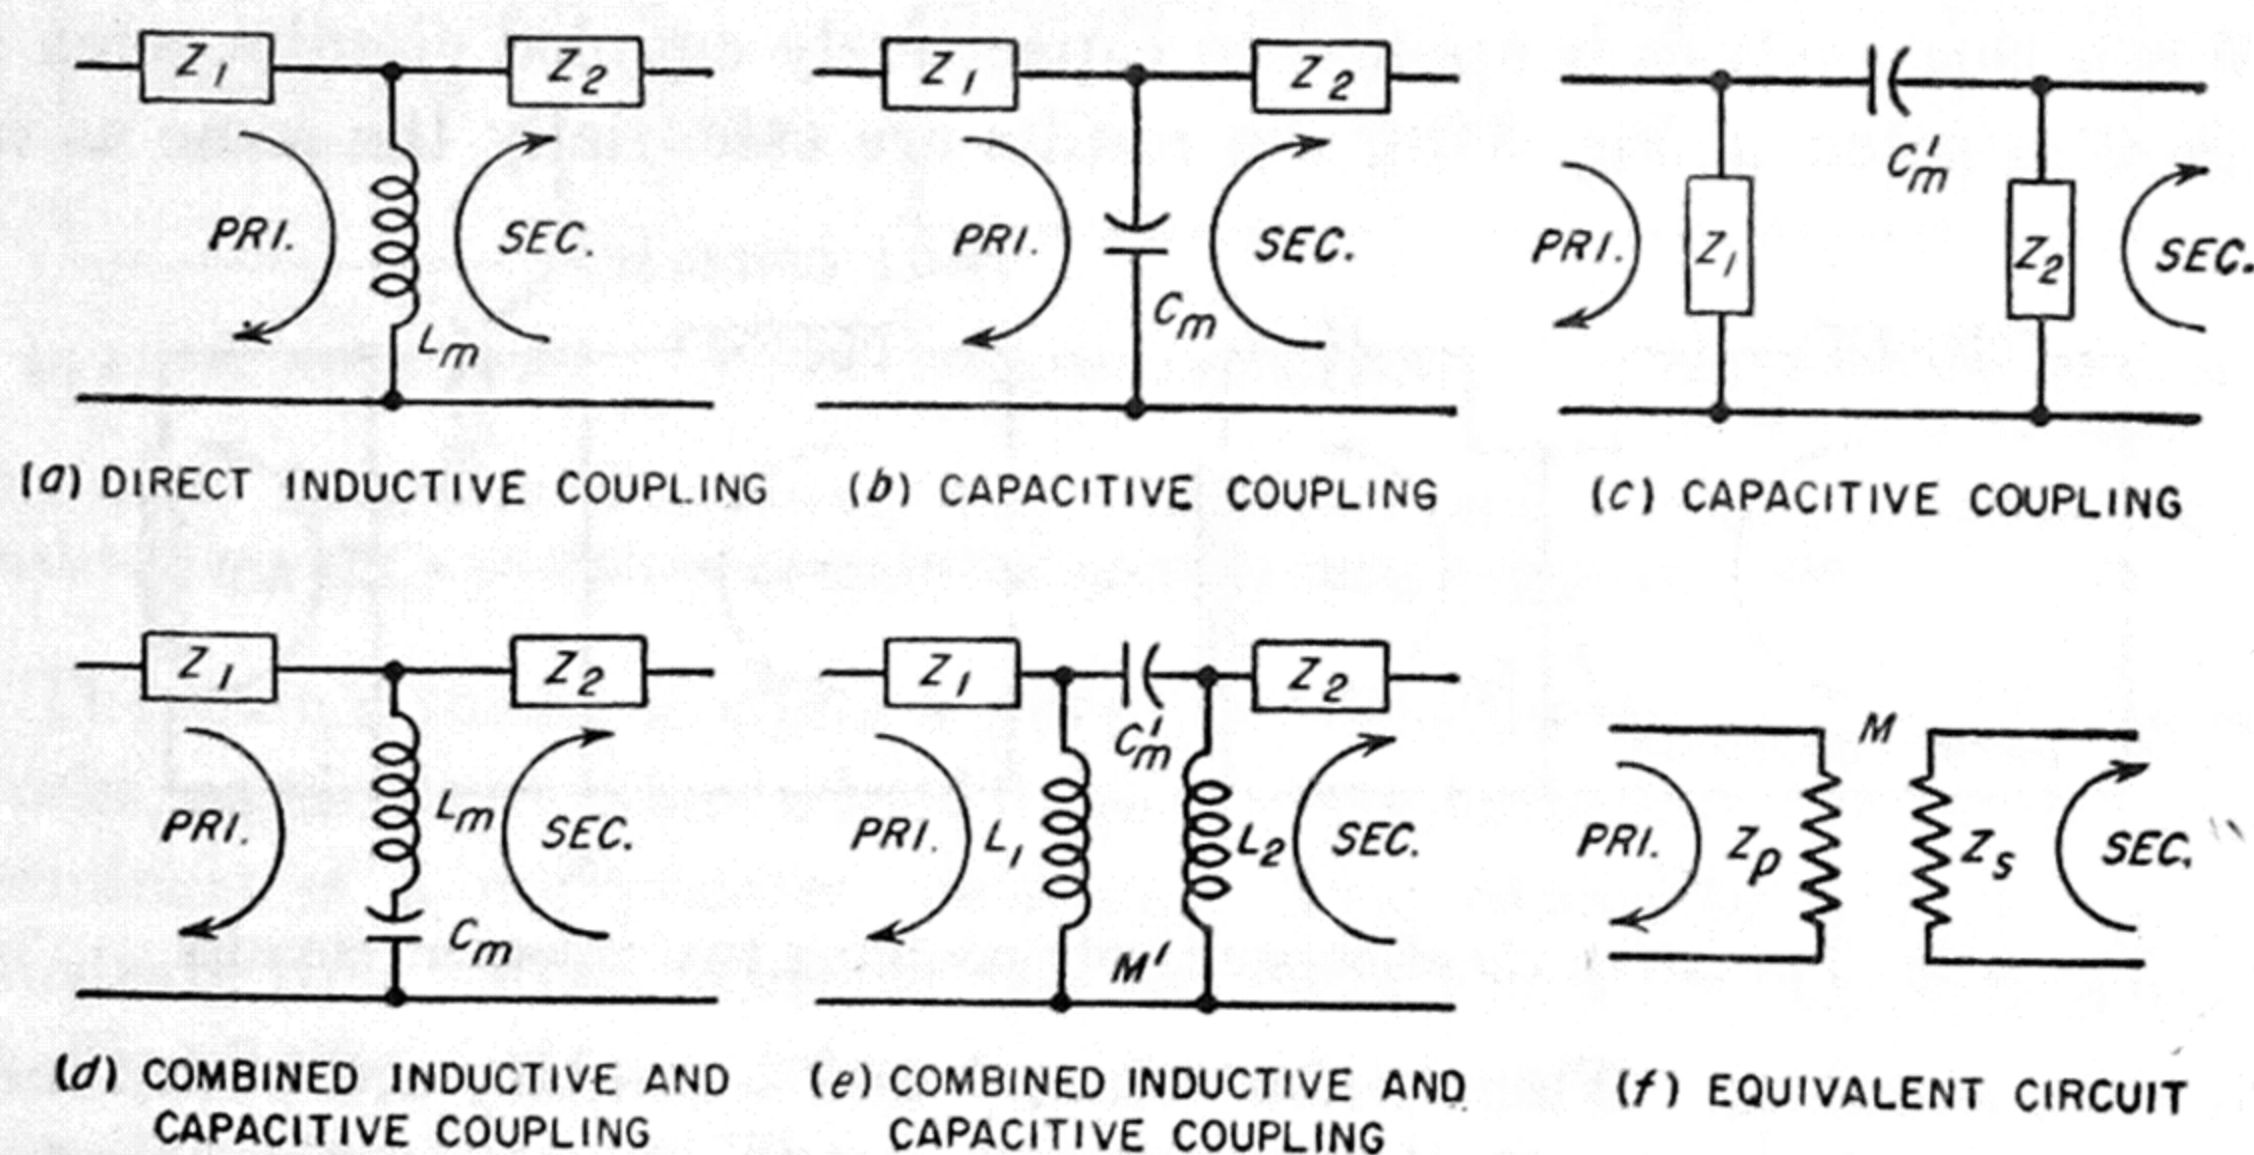 Z1 Z2
PRI. SEC.
Lm
(a) DIRECT INDUCTIVE COUPLING
Z1 Z2
PRI. SEC.
Cm
(b) CAPACITIVE COUPLING
C'm
PRI. Z1 Z2 SEC.
(c) CAPACITIVE COUPLING
Z1 Z2
PRI. Lm SEC.
Cm
(d) COMBINED INDUCTIVE AND
CAPACITIVE COUPLING
Z1 Z2
C'm
PRI. L1 L2 SEC.
M'
(e) COMBINED INDUCTIVE AND
CAPACITIVE COUPLING
M
PRI. Zp Zs SEC.
(f) EQUIVALENT CIRCUIT